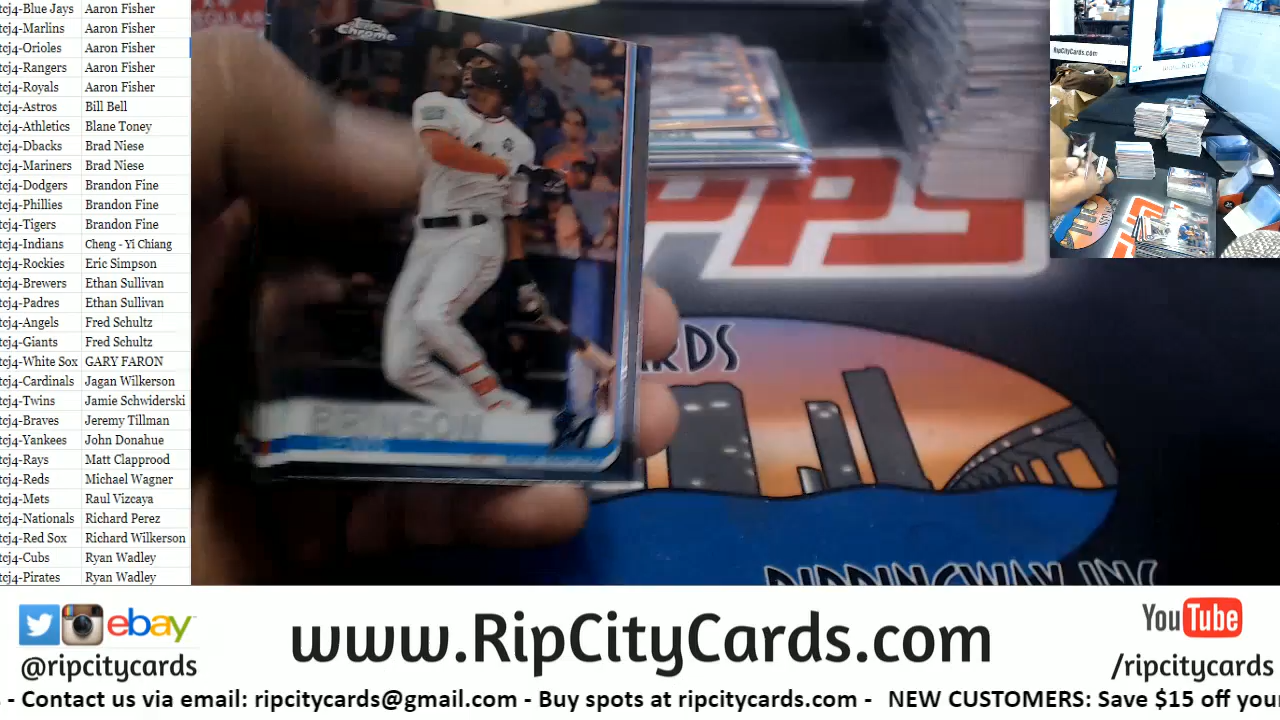 tcj4-Blue Jays Aaron Fisher
tcj4-Marlins Aaron Fisher
tcj4-Orioles Aaron Fisher
tcj4-Rangers Aaron Fisher
tcj4-Royals Aaron Fisher
tcj4-Astros Bill Bell
tcj4-Athletics Blane Toney
tcj4-Dbacks Brad Niese
tcj4-Mariners Brad Niese
tcj4-Dodgers Brandon Fine
tcj4-Phillies Brandon Fine
tcj4-Tigers Brandon Fine
tcj4-Indians Cheng - Yi Chiang
tcj4-Rockies Eric Simpson
tcj4-Brewers Ethan Sullivan
tcj4-Padres Ethan Sullivan
tcj4-Angels Fred Schultz
tcj4-Giants Fred Schultz
tcj4-White Sox GARY FARON
tcj4-Cardinals Jagan Wilkerson
tcj4-Twins Jamie Schwiderski
tcj4-Braves Jeremy Tillman
tcj4-Yankees John Donahue
tcj4-Rays Matt Clapprood
tcj4-Reds Michael Wagner
tcj4-Mets Raul Vizcaya
tcj4-Nationals Richard Perez
tcj4-Red Sox Richard Wilkerson
tcj4-Cubs Ryan Wadley
tcj4-Pirates Ryan Wadley
Topps Chrome
BRINSON
RipCityCards.com
RIPPINGWAX INC
ebay
@ripcitycards
www.RipCityCards.com
YouTube
/ripcitycards
- Contact us via email: ripcitycards@gmail.com - Buy spots at ripcitycards.com - NEW CUSTOMERS: Save $15 off your